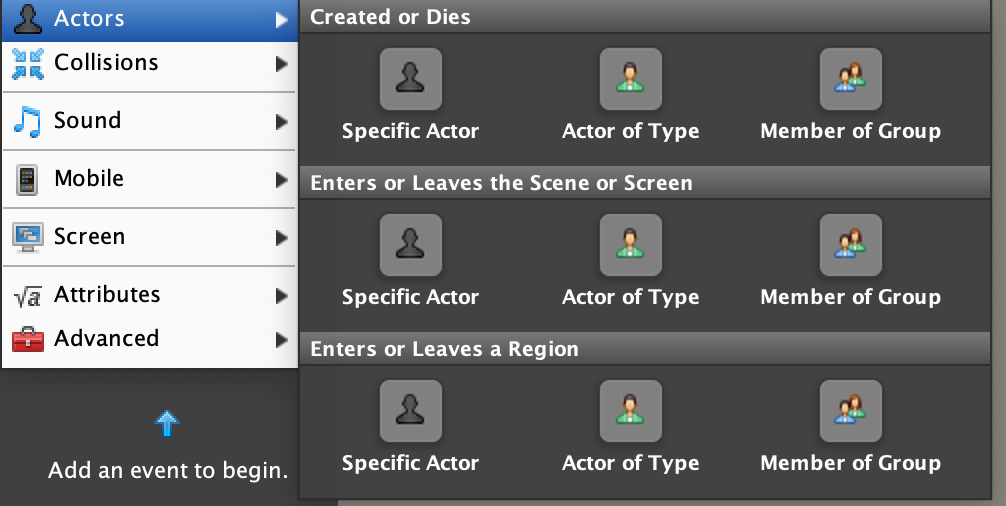 Actors
Collisions
Sound
Mobile
Screen
Attributes
Advanced
Add an event to begin.
Created or Dies
Specific Actor
Actor of Type
Member of Group
Enters or Leaves the Scene or Screen
Specific Actor
Actor of Type
Member of Group
Enters or Leaves a Region
Specific Actor
Actor of Type
Member of Group